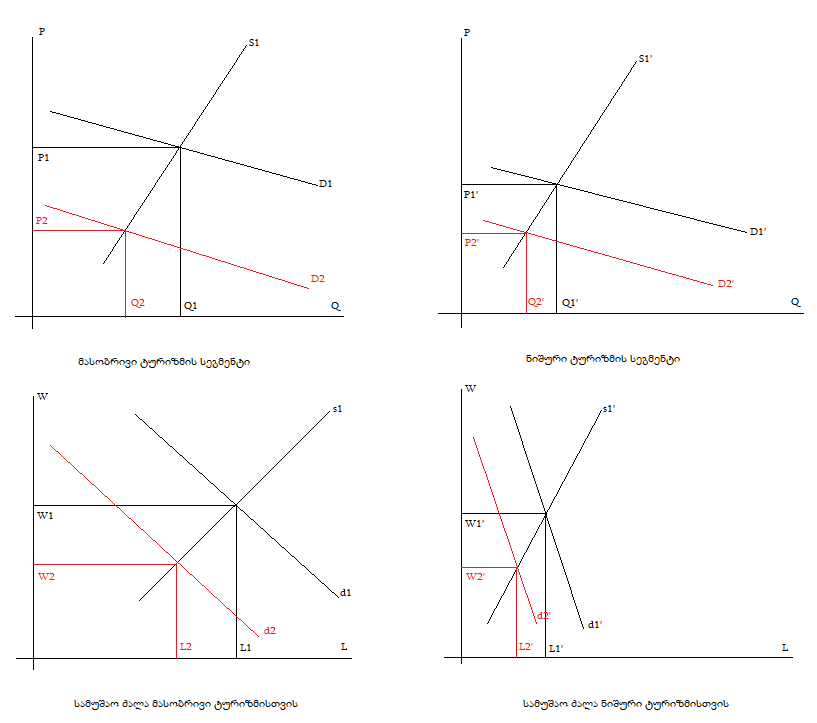 P
S1
P1
D1
P2
D2
Q2
Q1
Q
მასობრივი ტურიზმის სეგმენტი
P
S1'
P1'
D1'
P2'
D2'
Q2'
Q1'
Q
ნიშური ტურიზმის სეგმენტი
W
s1
W1
W2
d1
d2
L2
L1
L
სამუშაო ძალა მასობრივი ტურიზმისთვის
W
s1'
W1'
W2'
d2'
d1'
L2'
L1'
L
სამუშაო ძალა ნიშური ტურიზმისთვის